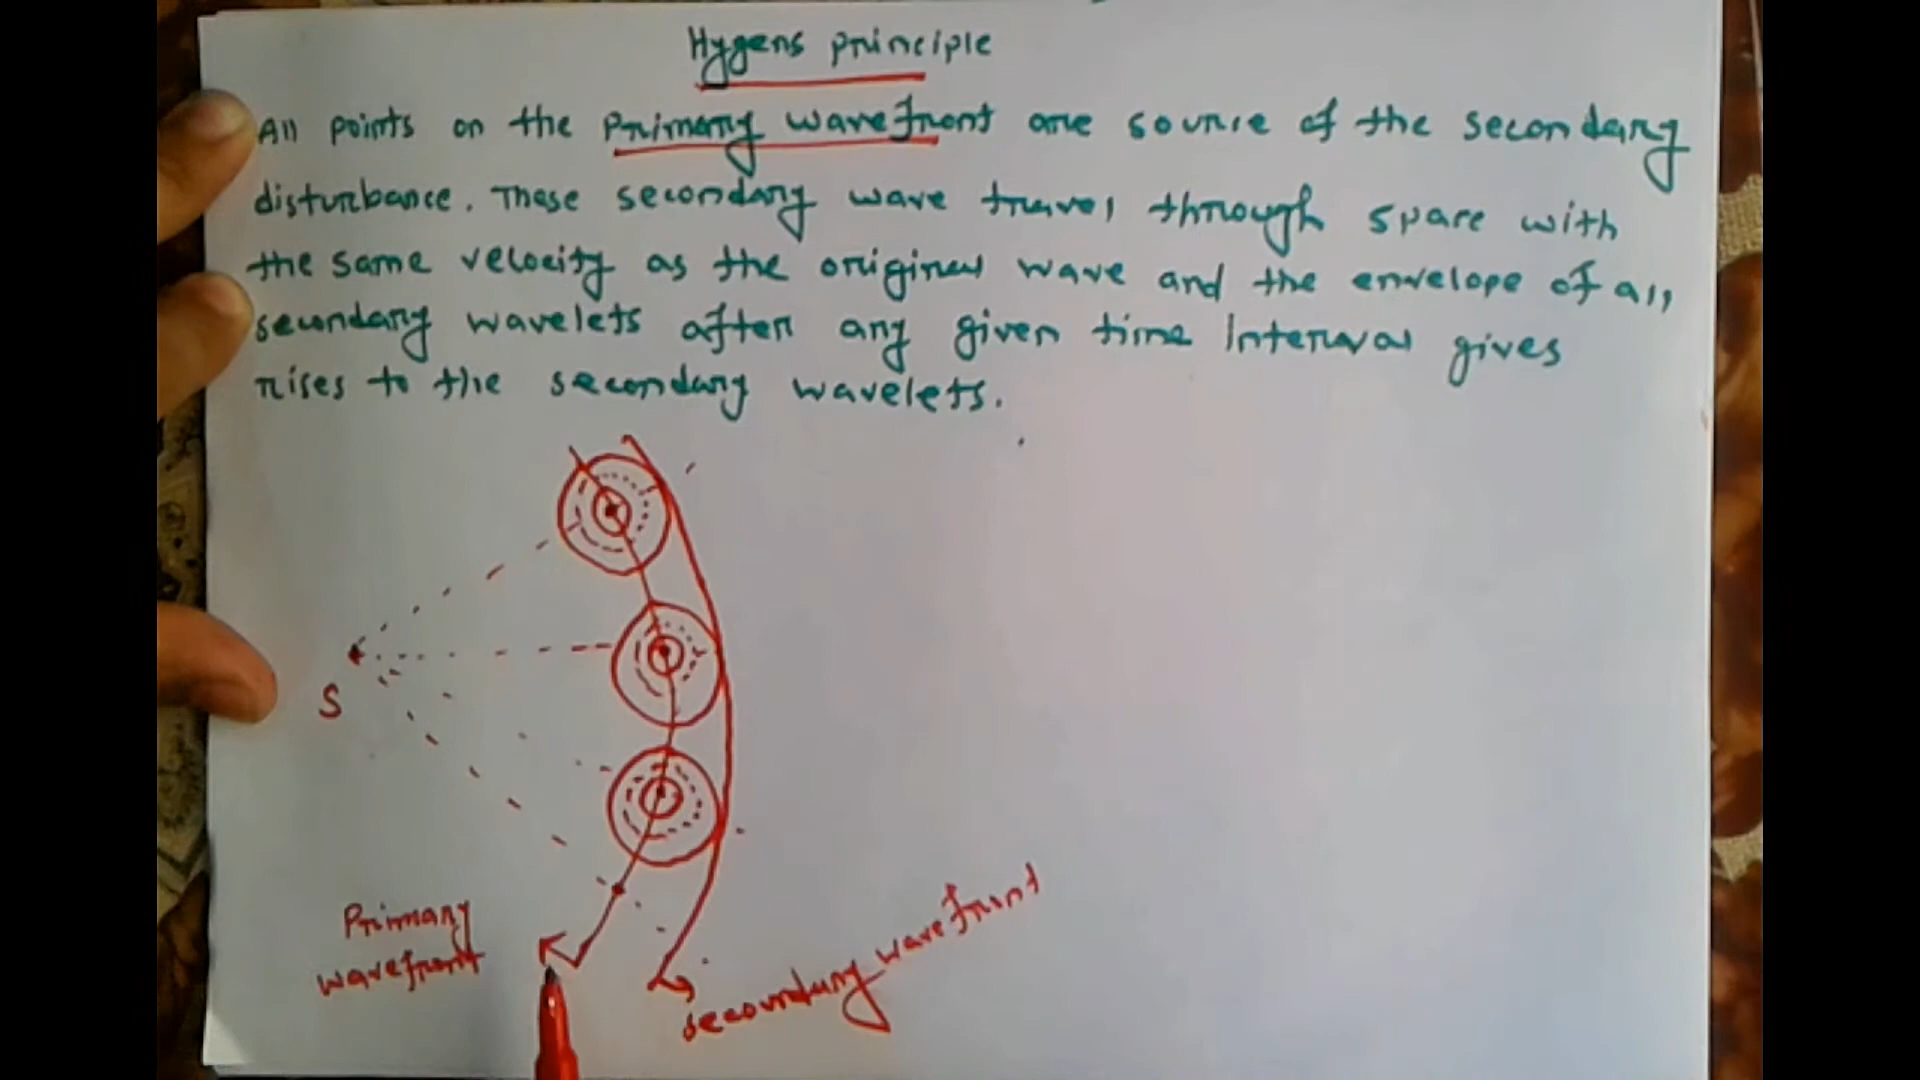 Hygens principle
All points on the Primary wavefront are source of the secondary
disturbance. These secondary wave travel through space with
the same velocity as the original wave and the envelope of all
secondary wavelets after any given time Interval gives
rises to the secondary wavelets.
S
Primary
wavefront
secoundary wavefront